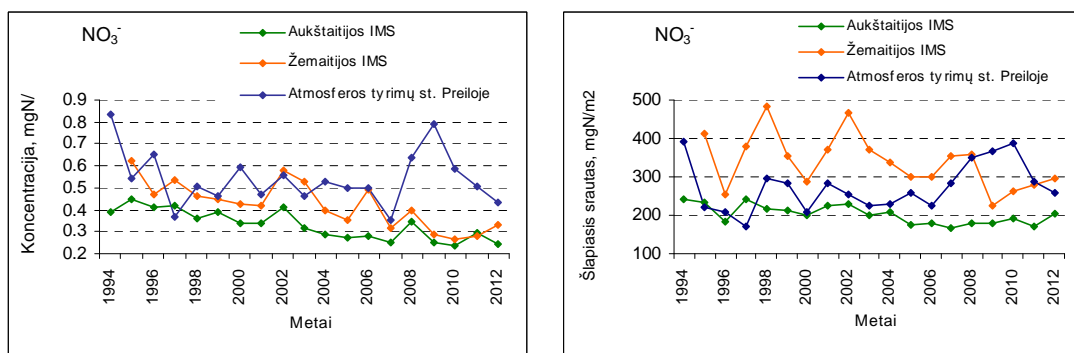 NO3-
Aukštaitijos IMS
Žemaitijos IMS
Atmosferos tyrimų st. Preiloje
Koncentracija, mgN/
0.9
0.8
0.7
0.6
0.5
0.4
0.3
0.2
1994
1996
1998
2000
2002
2004
2006
2008
2010
2012
Metai
NO3-
Aukštaitijos IMS
Žemaitijos IMS
Atmosferos tyrimų st. Preiloje
Šlapiasis srautas, mgN/m2
500
400
300
200
100
1994
1996
1998
2000
2002
2004
2006
2008
2010
2012
Metai